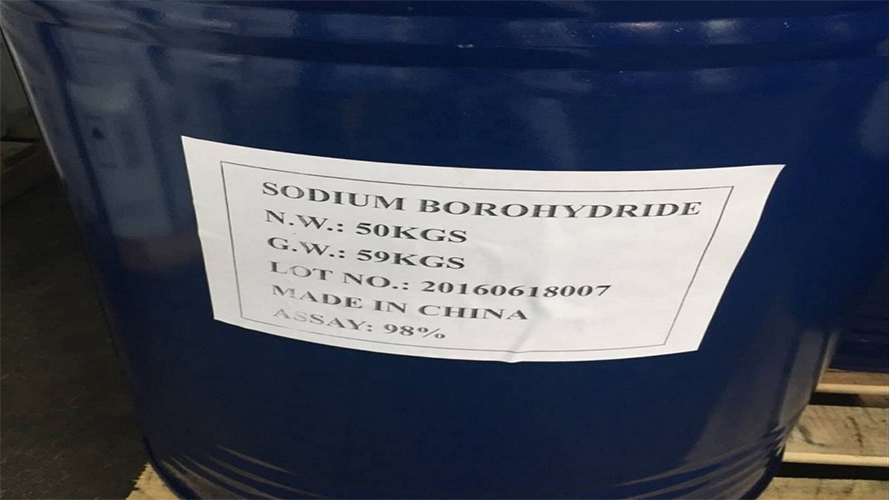 SODIUM BOROHYDRIDE
N.W.: 50KGS
G.W.: 59KGS
LOT NO.: 20160618007
MADE IN CHINA
ASSAY: 98%